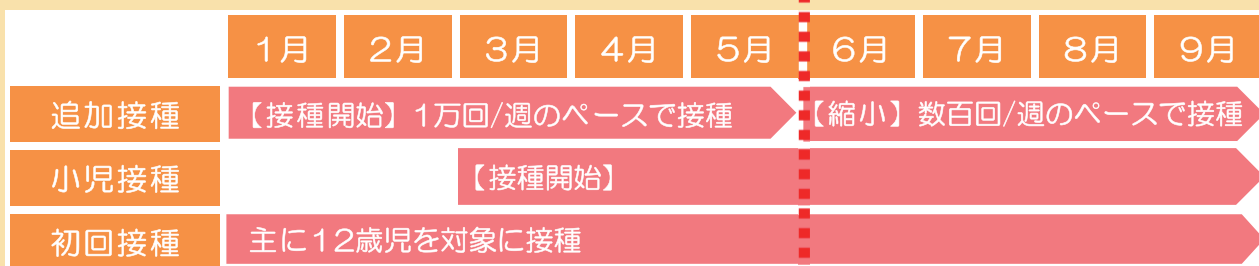 1月 2月 3月 4月 5月 6月 7月 8月 9月
追加接種 【接種開始】1万回/週のペースで接種 【縮小】数百回/週のペースで接種
小児接種 【接種開始】
初回接種 主に12歳児を対象に接種